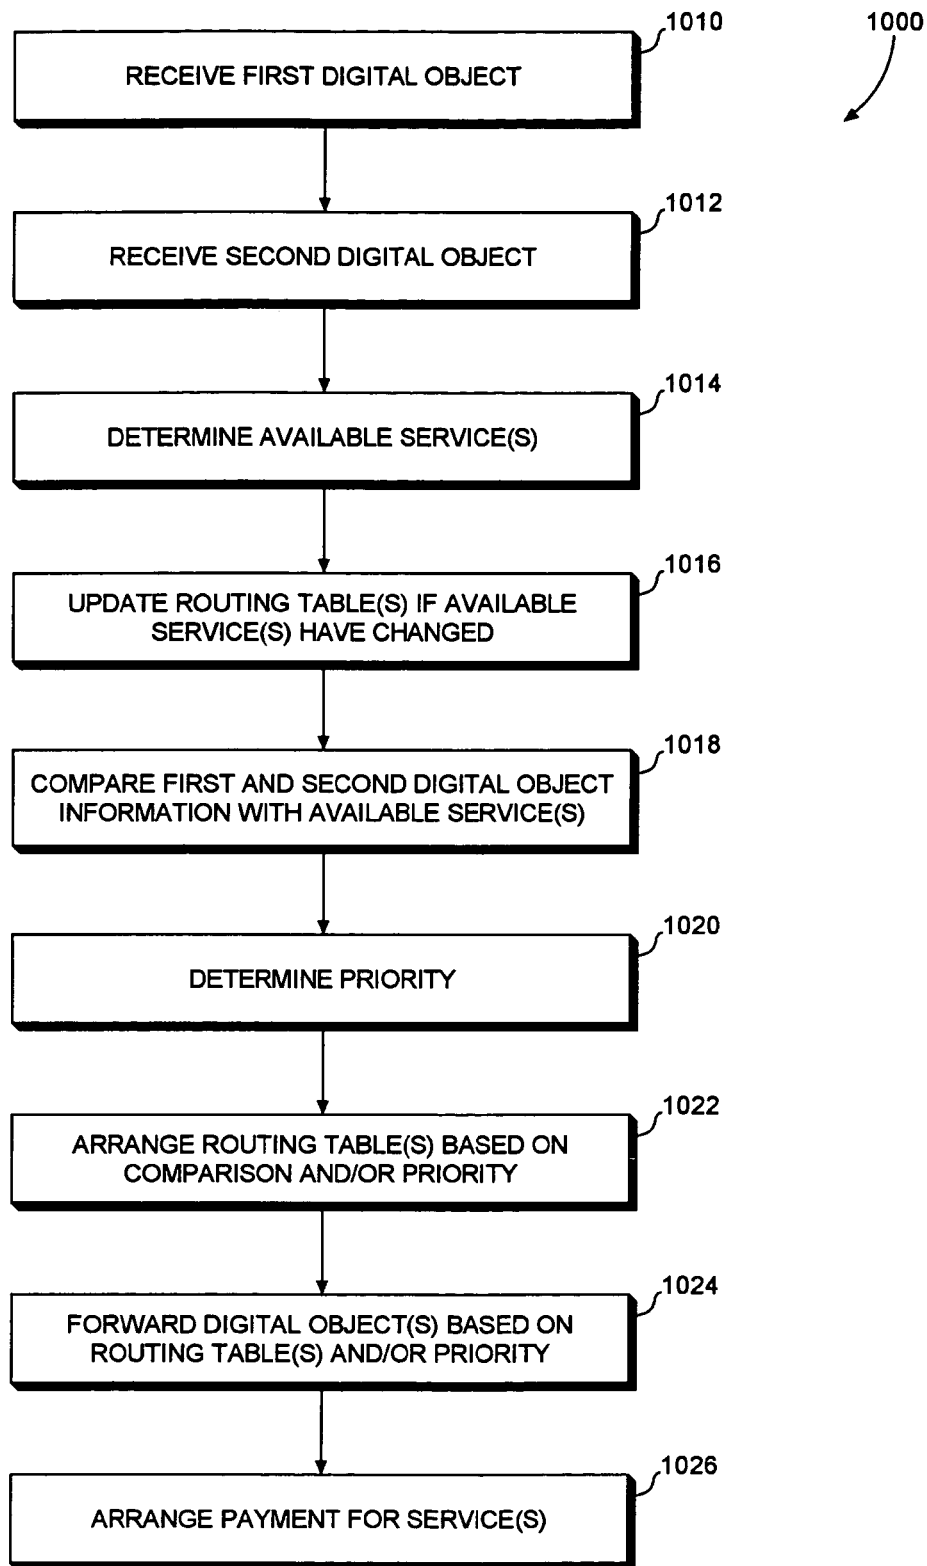 1010
1000
RECEIVE FIRST DIGITAL OBJECT
1012
RECEIVE SECOND DIGITAL OBJECT
1014
DETERMINE AVAILABLE SERVICE(S)
1016
UPDATE ROUTING TABLE(S) IF AVAILABLE
SERVICE(S) HAVE CHANGED
1018
COMPARE FIRST AND SECOND DIGITAL OBJECT
INFORMATION WITH AVAILABLE SERVICE(S)
1020
DETERMINE PRIORITY
1022
ARRANGE ROUTING TABLE(S) BASED ON
COMPARISON AND/OR PRIORITY
1024
FORWARD DIGITAL OBJECT(S) BASED ON
ROUTING TABLE(S) AND/OR PRIORITY
1026
ARRANGE PAYMENT FOR SERVICE(S)